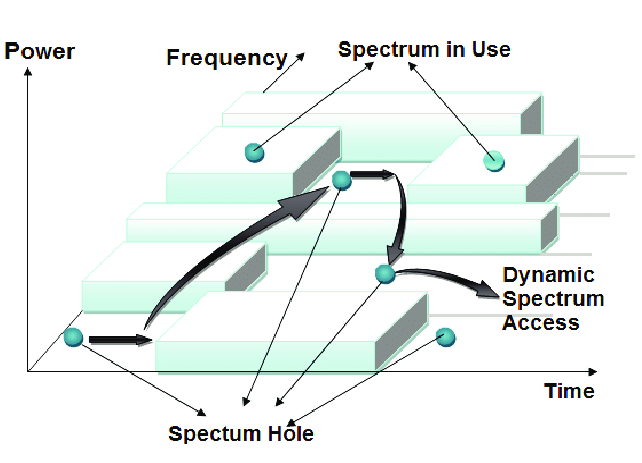 Power
Frequency
Spectrum in Use
Dynamic
Spectrum
Access
Time
Spectum Hole